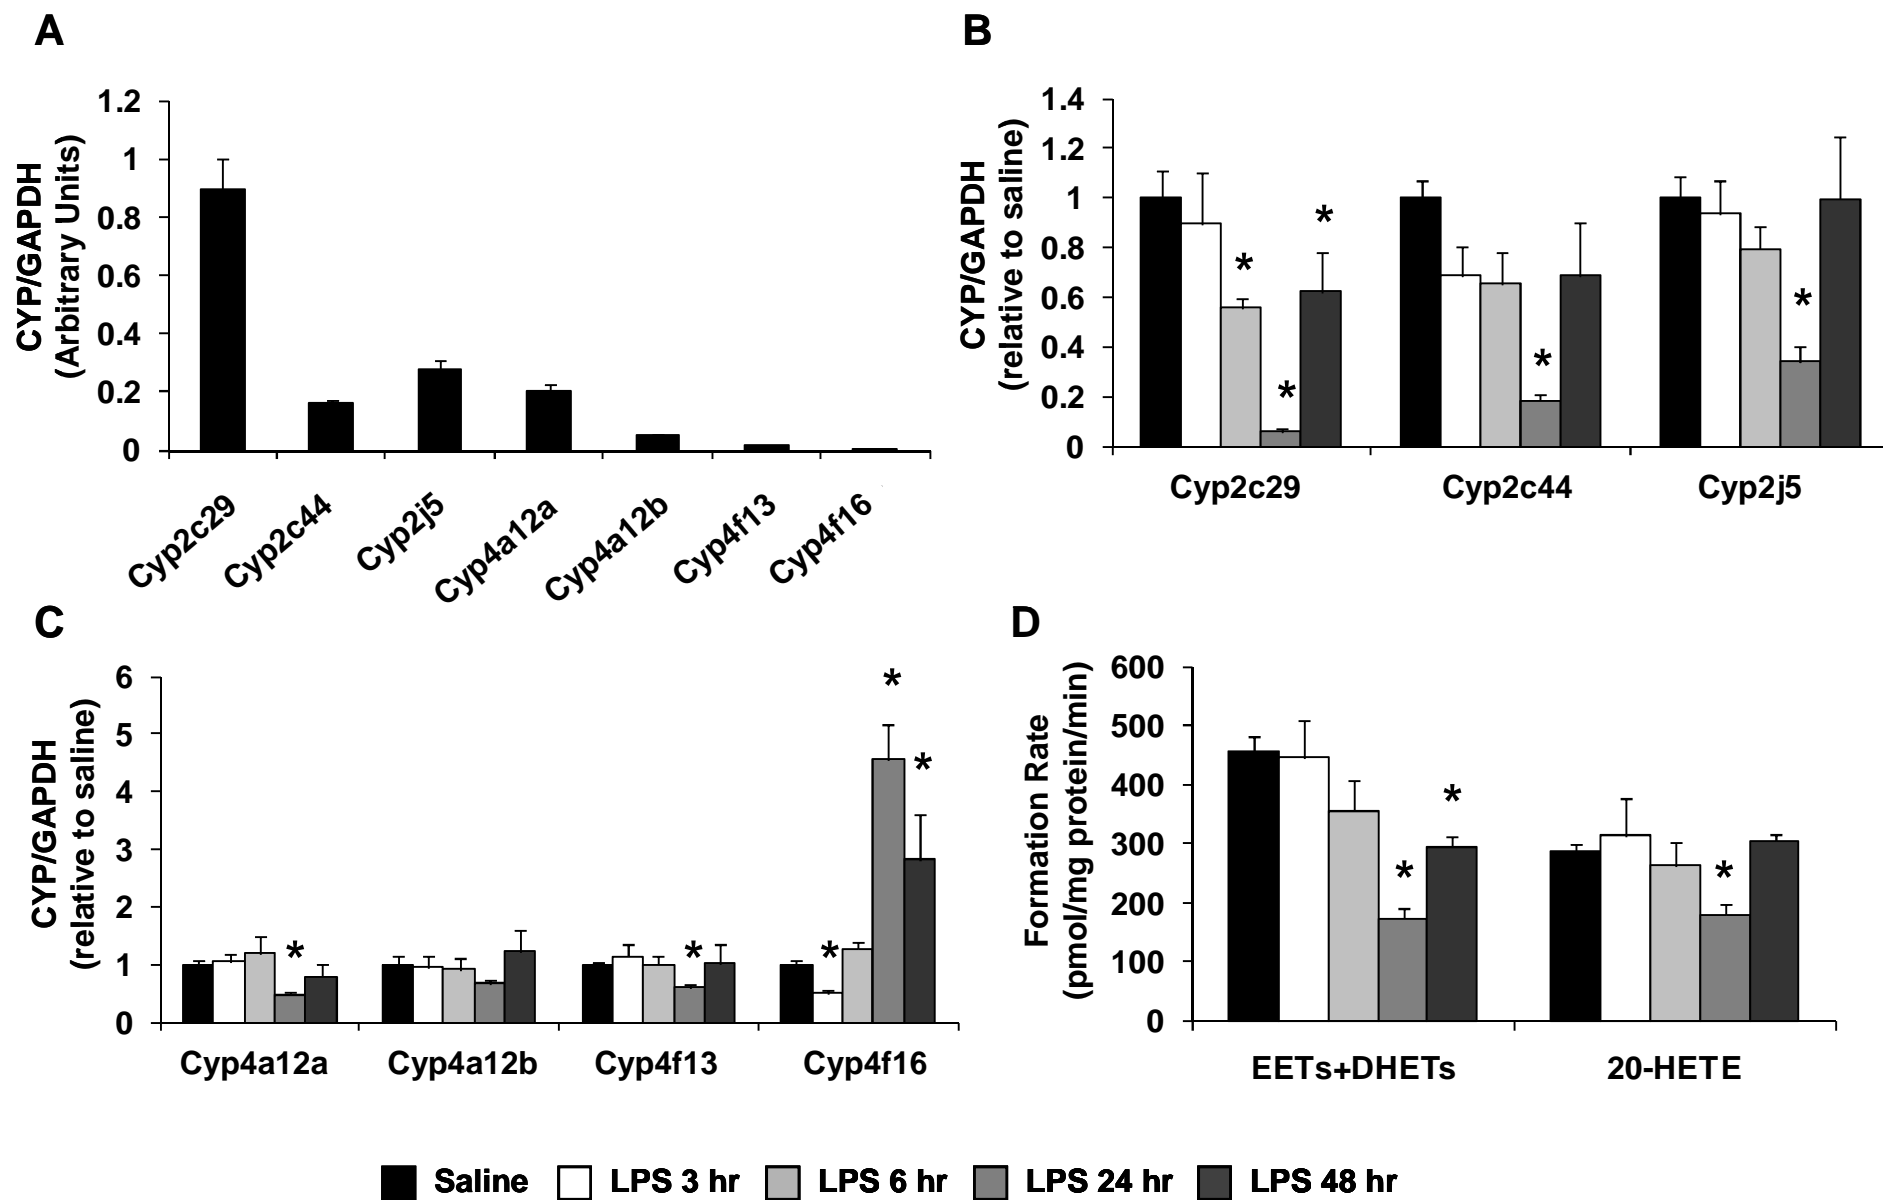 A
CYP/GAPDH
(Arbitrary Units)
1.2
1
0.8
0.6
0.4
0.2
0
Cyp2c29
Cyp2c44
Cyp2j5
Cyp4a12a
Cyp4a12b
Cyp4f13
Cyp4f16
B
CYP/GAPDH
(relative to saline)
1.4
1.2
1
0.8
0.6
0.4
0.2
0
*
*
*
*
*
Cyp2c29 Cyp2c44 Cyp2j5
C
CYP/GAPDH
(relative to saline)
6
5
4
3
2
1
0
*
*
*
*
*
Cyp4a12a Cyp4a12b Cyp4f13 Cyp4f16
D
Formation Rate
(pmol/mg protein/min)
600
500
400
300
200
100
0
*
*
*
EETs+DHETs 20-HETE
Saline LPS 3 hr LPS 6 hr LPS 24 hr LPS 48 hr